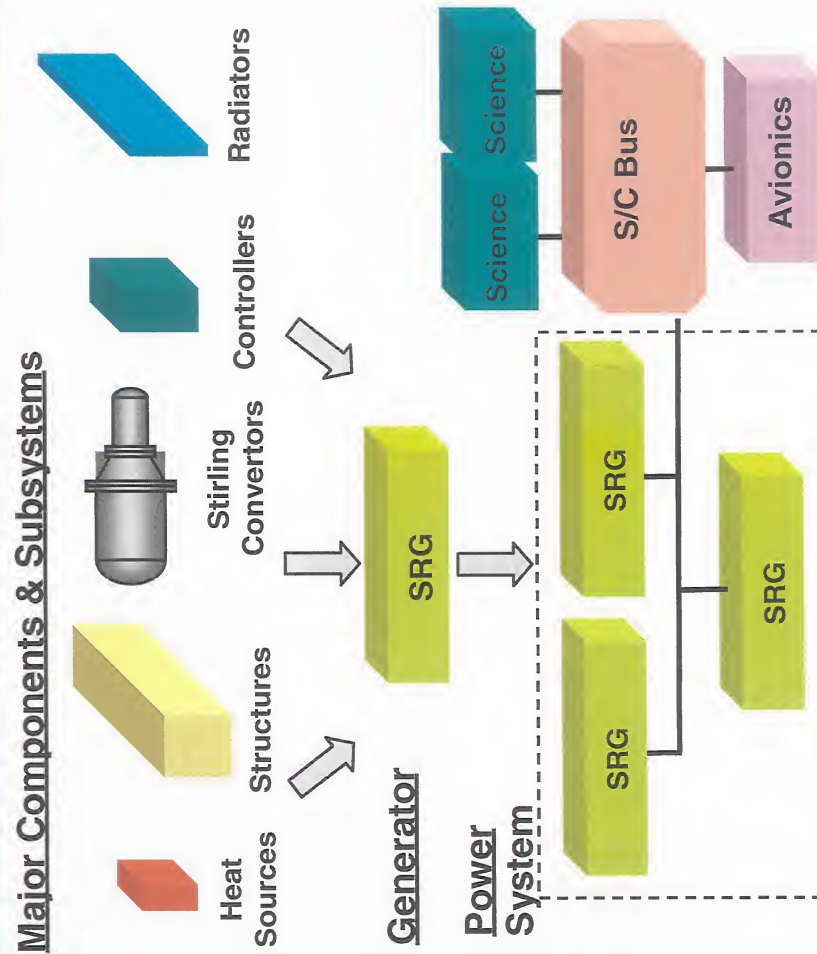 Major Components & Subsystems
Heat
Sources
Structures
Stirling
Convertors
Controllers
Radiators
Generator
SRG
Power
System
SRG
SRG
SRG
Science
Science
S/C Bus
Avionics